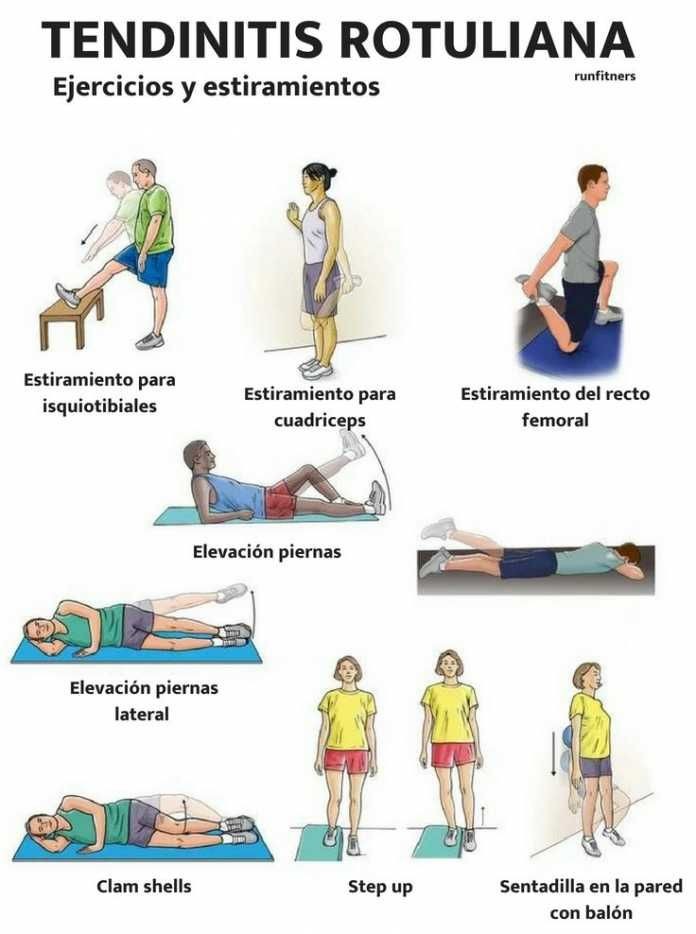 TENDINITIS ROTULIANA
Ejercicios y estiramientos
runfitners
Estiramiento para
isquiotibiales
Estiramiento para
cuadriceps
Estiramiento del recto
femoral
Elevación piernas
Elevación piernas
lateral
Clam shells
Step up
Sentadilla en la pared
con balón